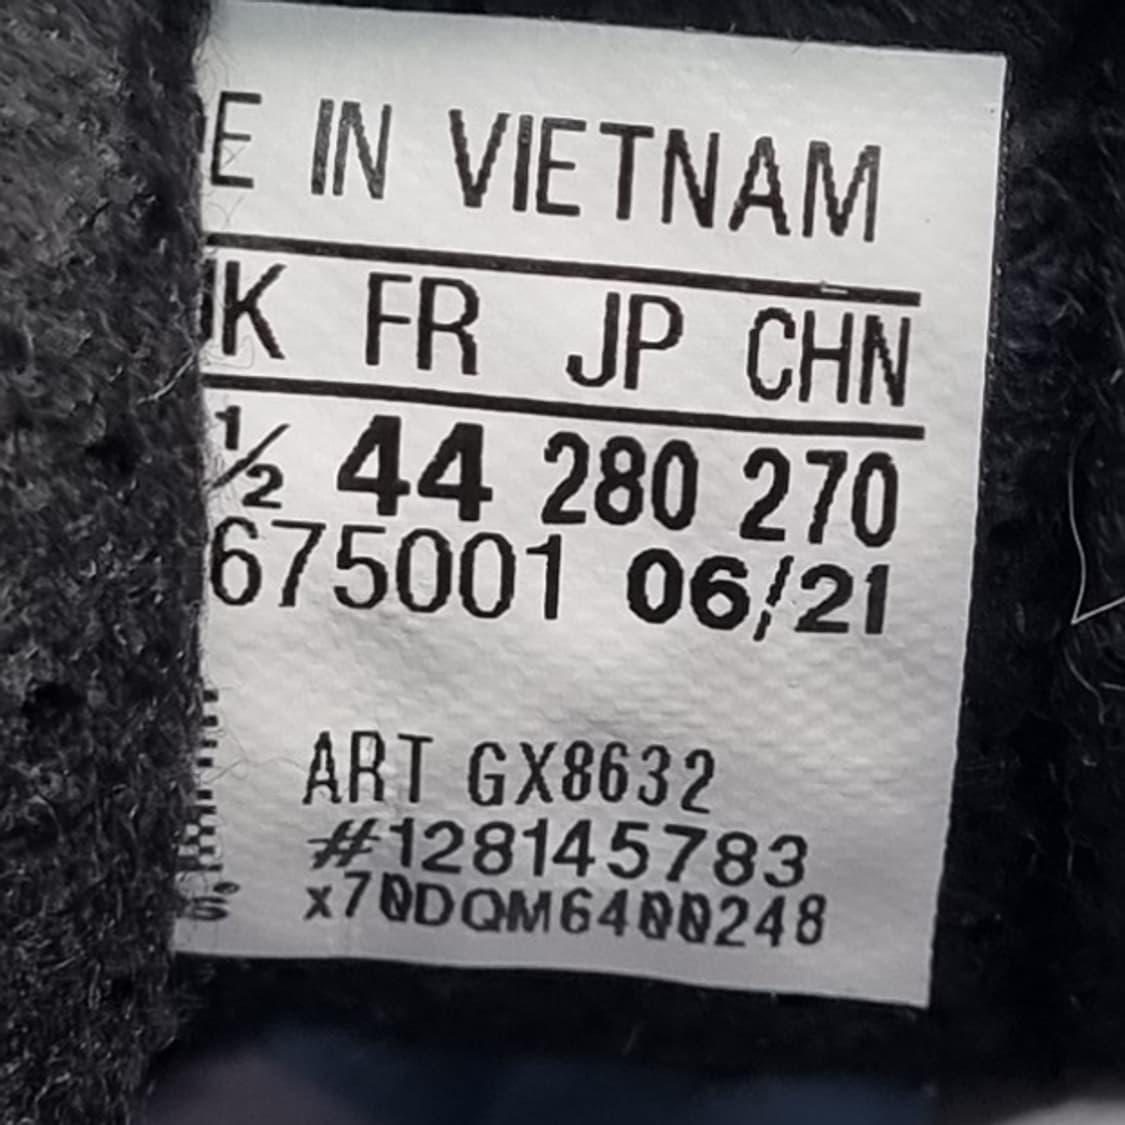 E IN VIETNAM
K FR JP CHN
½ 44 280 270
675001 06/21
ART GX8632
#128145783
x70DQM6400248